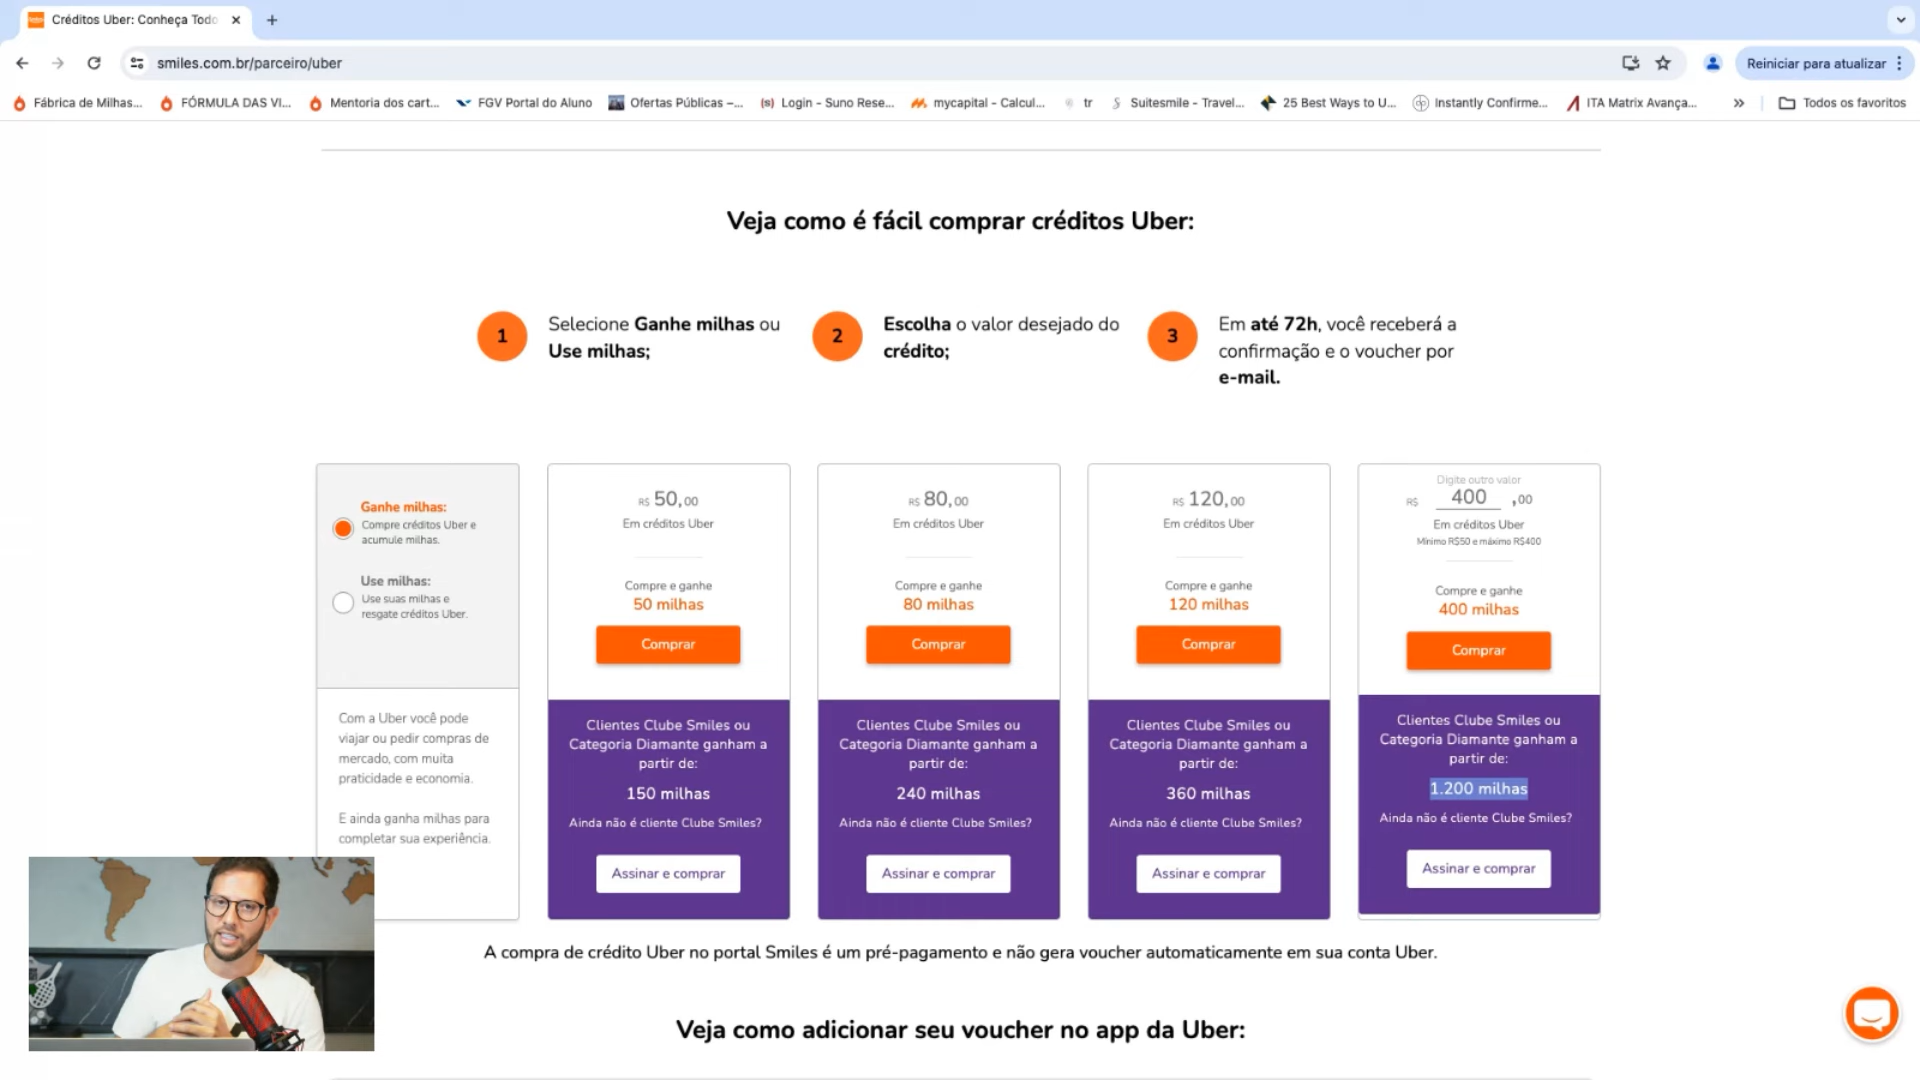 Créditos Uber: Conheça Todo
smiles.com.br/parceiro/uber
Reiniciar para atualizar
Fábrica de Milhas...
FÓRMULA DAS VI...
Mentoria dos cart...
FGV Portal do Aluno
Ofertas Públicas –...
Login - Suno Rese...
mycapital - Calcul...
tr
Suitesmile - Travel...
25 Best Ways to U...
Instantly Confirme...
ITA Matrix Avança...
Todos os favoritos
Veja como é fácil comprar créditos Uber:
1
Selecione Ganhe milhas ou
Use milhas;
2
Escolha o valor desejado do
crédito;
3
Em até 72h, você receberá a
confirmação e o voucher por
e-mail.
Ganhe milhas:
Compre créditos Uber e
acumule milhas.
Use milhas:
Use suas milhas e
resgate créditos Uber.
Com a Uber você pode
viajar ou pedir compras de
mercado, com muita
praticidade e economia.
E ainda ganha milhas para
completar sua experiência.
R$ 50,00
Em créditos Uber
Compre e ganhe
50 milhas
Comprar
Clientes Clube Smiles ou
Categoria Diamante ganham a
partir de:
150 milhas
Ainda não é cliente Clube Smiles?
Assinar e comprar
R$ 80,00
Em créditos Uber
Compre e ganhe
80 milhas
Comprar
Clientes Clube Smiles ou
Categoria Diamante ganham a
partir de:
240 milhas
Ainda não é cliente Clube Smiles?
Assinar e comprar
R$ 120,00
Em créditos Uber
Compre e ganhe
120 milhas
Comprar
Clientes Clube Smiles ou
Categoria Diamante ganham a
partir de:
360 milhas
Ainda não é cliente Clube Smiles?
Assinar e comprar
Digite outro valor
R$ 400 ,00
Em créditos Uber
Mínimo R$50 e máximo R$400
Compre e ganhe
400 milhas
Comprar
Clientes Clube Smiles ou
Categoria Diamante ganham a
partir de:
1.200 milhas
Ainda não é cliente Clube Smiles?
Assinar e comprar
A compra de crédito Uber no portal Smiles é um pré-pagamento e não gera voucher automaticamente em sua conta Uber.
Veja como adicionar seu voucher no app da Uber: